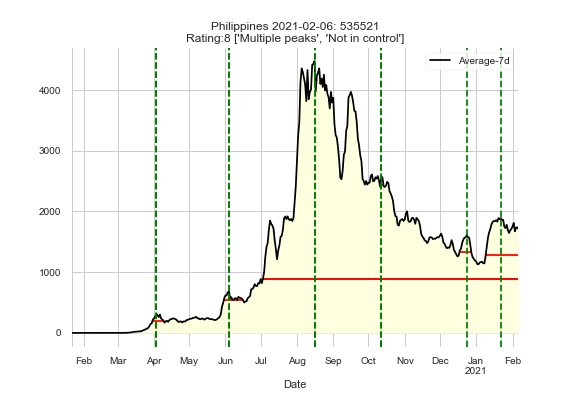 Philippines 2021-02-06: 535521
Rating:8 ['Multiple peaks', 'Not in control']
Average-7d
4000
3000
2000
1000
0
Feb Mar Apr May Jun Jul Aug Sep Oct Nov Dec Jan Feb
2021
Date